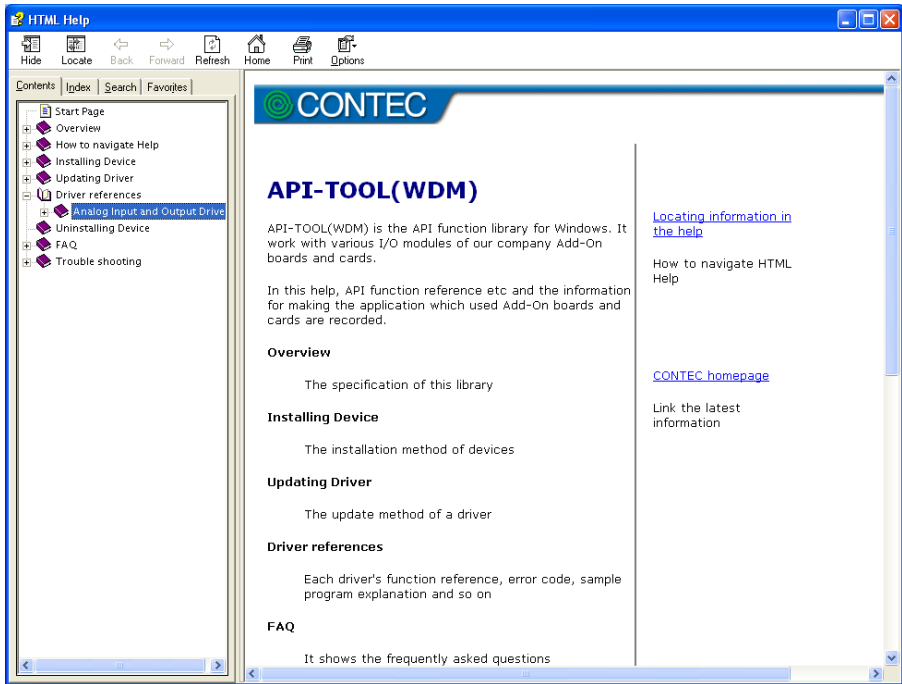 HTML Help
Hide Locate Back Forward Refresh Home Print Options
Contents Index Search Favorites
Start Page
Overview
How to navigate Help
Installing Device
Updating Driver
Driver references
Analog Input and Output Drive
Uninstalling Device
FAQ
Trouble shooting
CONTEC
API-TOOL(WDM)
API-TOOL(WDM) is the API function library for Windows. It
work with various I/O modules of our company Add-On
boards and cards.
In this help, API function reference etc and the information
for making the application which used Add-On boards and
cards are recorded.
Overview
The specification of this library
Installing Device
The installation method of devices
Updating Driver
The update method of a driver
Driver references
Each driver's function reference, error code, sample
program explanation and so on
FAQ
It shows the frequently asked questions
Locating information in
the help
How to navigate HTML
Help
CONTEC homepage
Link the latest
information